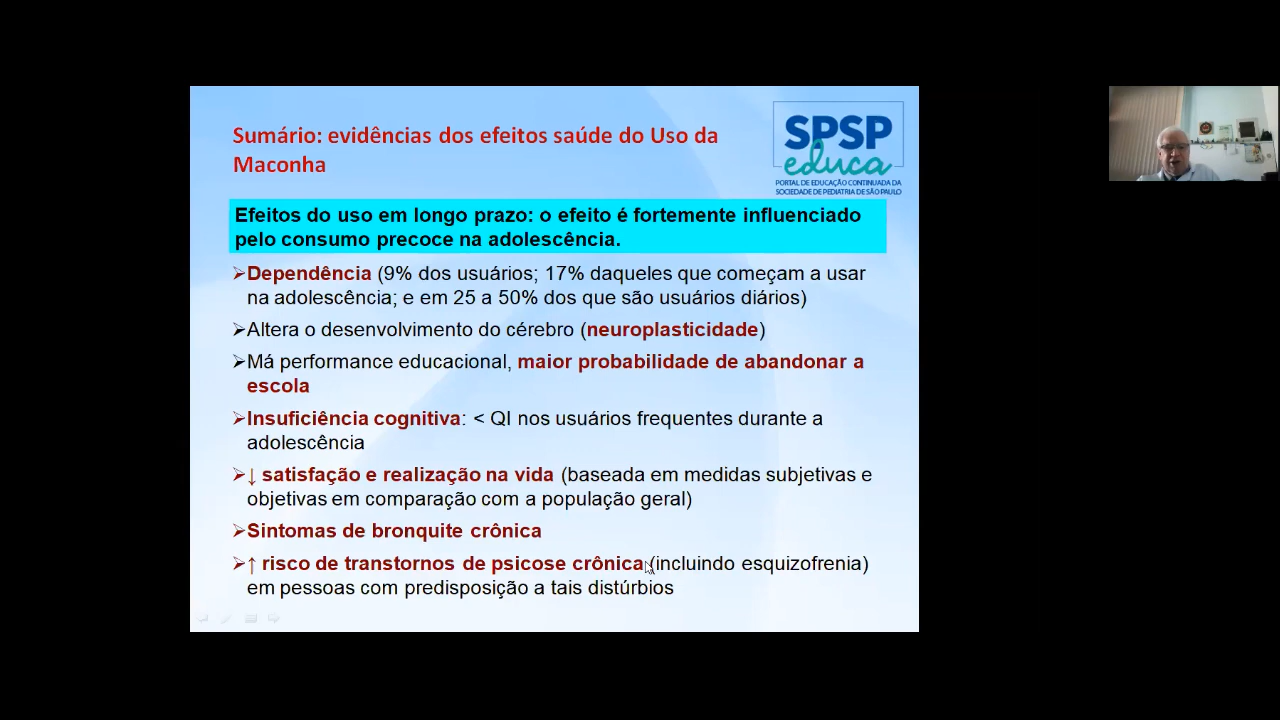 Sumário: evidências dos efeitos saúde do Uso da
Maconha
SPSP
educa
PORTAL DE EDUCAÇÃO CONTINUADA DA
SOCIEDADE DE PEDIATRIA DE SÃO PAULO
Efeitos do uso em longo prazo: o efeito é fortemente influenciado
pelo consumo precoce na adolescência.
➢Dependência (9% dos usuários; 17% daqueles que começam a usar
na adolescência; e em 25 a 50% dos que são usuários diários)
➢Altera o desenvolvimento do cérebro (neuroplasticidade)
➢Má performance educacional, maior probabilidade de abandonar a
escola
➢Insuficiência cognitiva: < QI nos usuários frequentes durante a
adolescência
➢↓ satisfação e realização na vida (baseada em medidas subjetivas e
objetivas em comparação com a população geral)
➢Sintomas de bronquite crônica
➢↑ risco de transtornos de psicose crônica (incluindo esquizofrenia)
em pessoas com predisposição a tais distúrbios